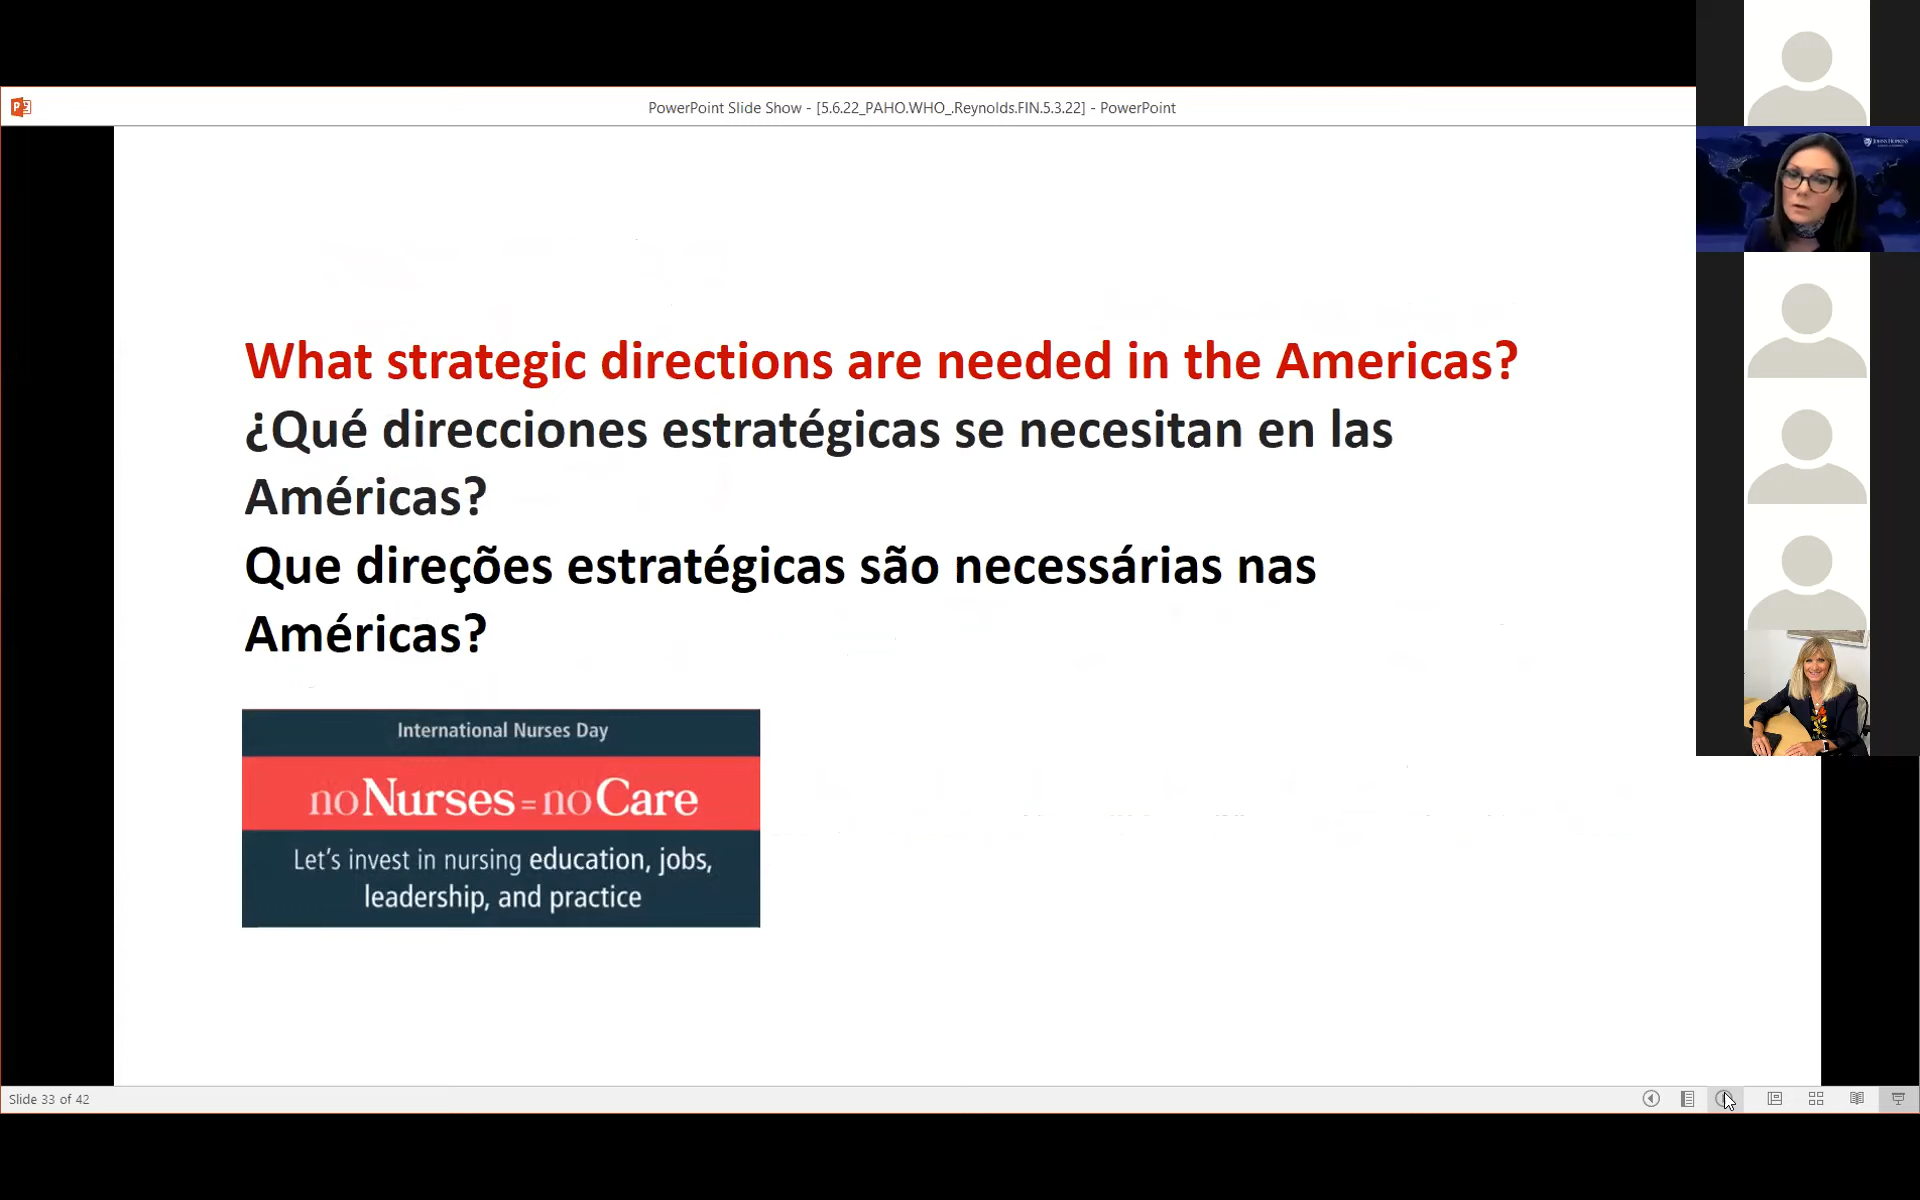 PowerPoint Slide Show - [5.6.22_PAHO.WHO_.Reynolds.FIN.5.3.22] - PowerPoint
JOHNS HOPKINS
What strategic directions are needed in the Americas?
¿Qué direcciones estratégicas se necesitan en las
Américas?
Que direções estratégicas são necessárias nas
Américas?
International Nurses Day
noNurses=noCare
Let's invest in nursing education, jobs,
leadership, and practice
Slide 33 of 42